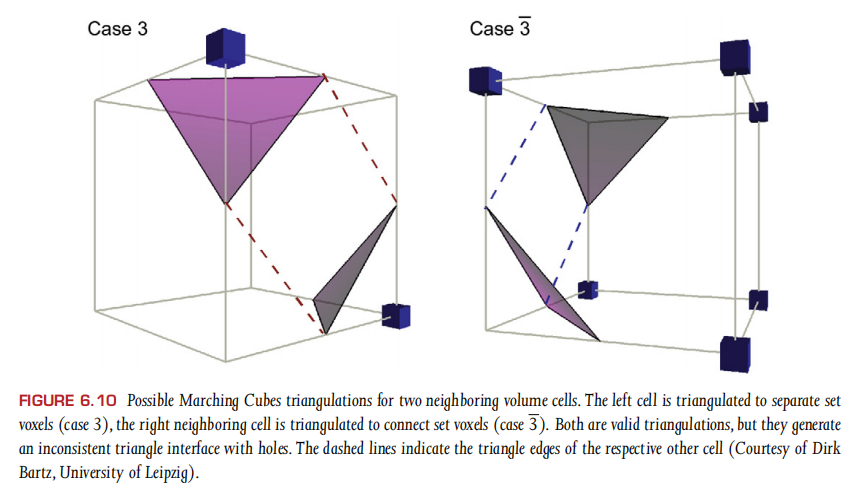 Case 3
Case 3̅
FIGURE 6.10 Possible Marching Cubes triangulations for two neighboring volume cells. The left cell is triangulated to separate set
voxels (case 3), the right neighboring cell is triangulated to connect set voxels (case 3̅). Both are valid triangulations, but they generate
an inconsistent triangle interface with holes. The dashed lines indicate the triangle edges of the respective other cell (Courtesy of Dirk
Bartz, University of Leipzig).